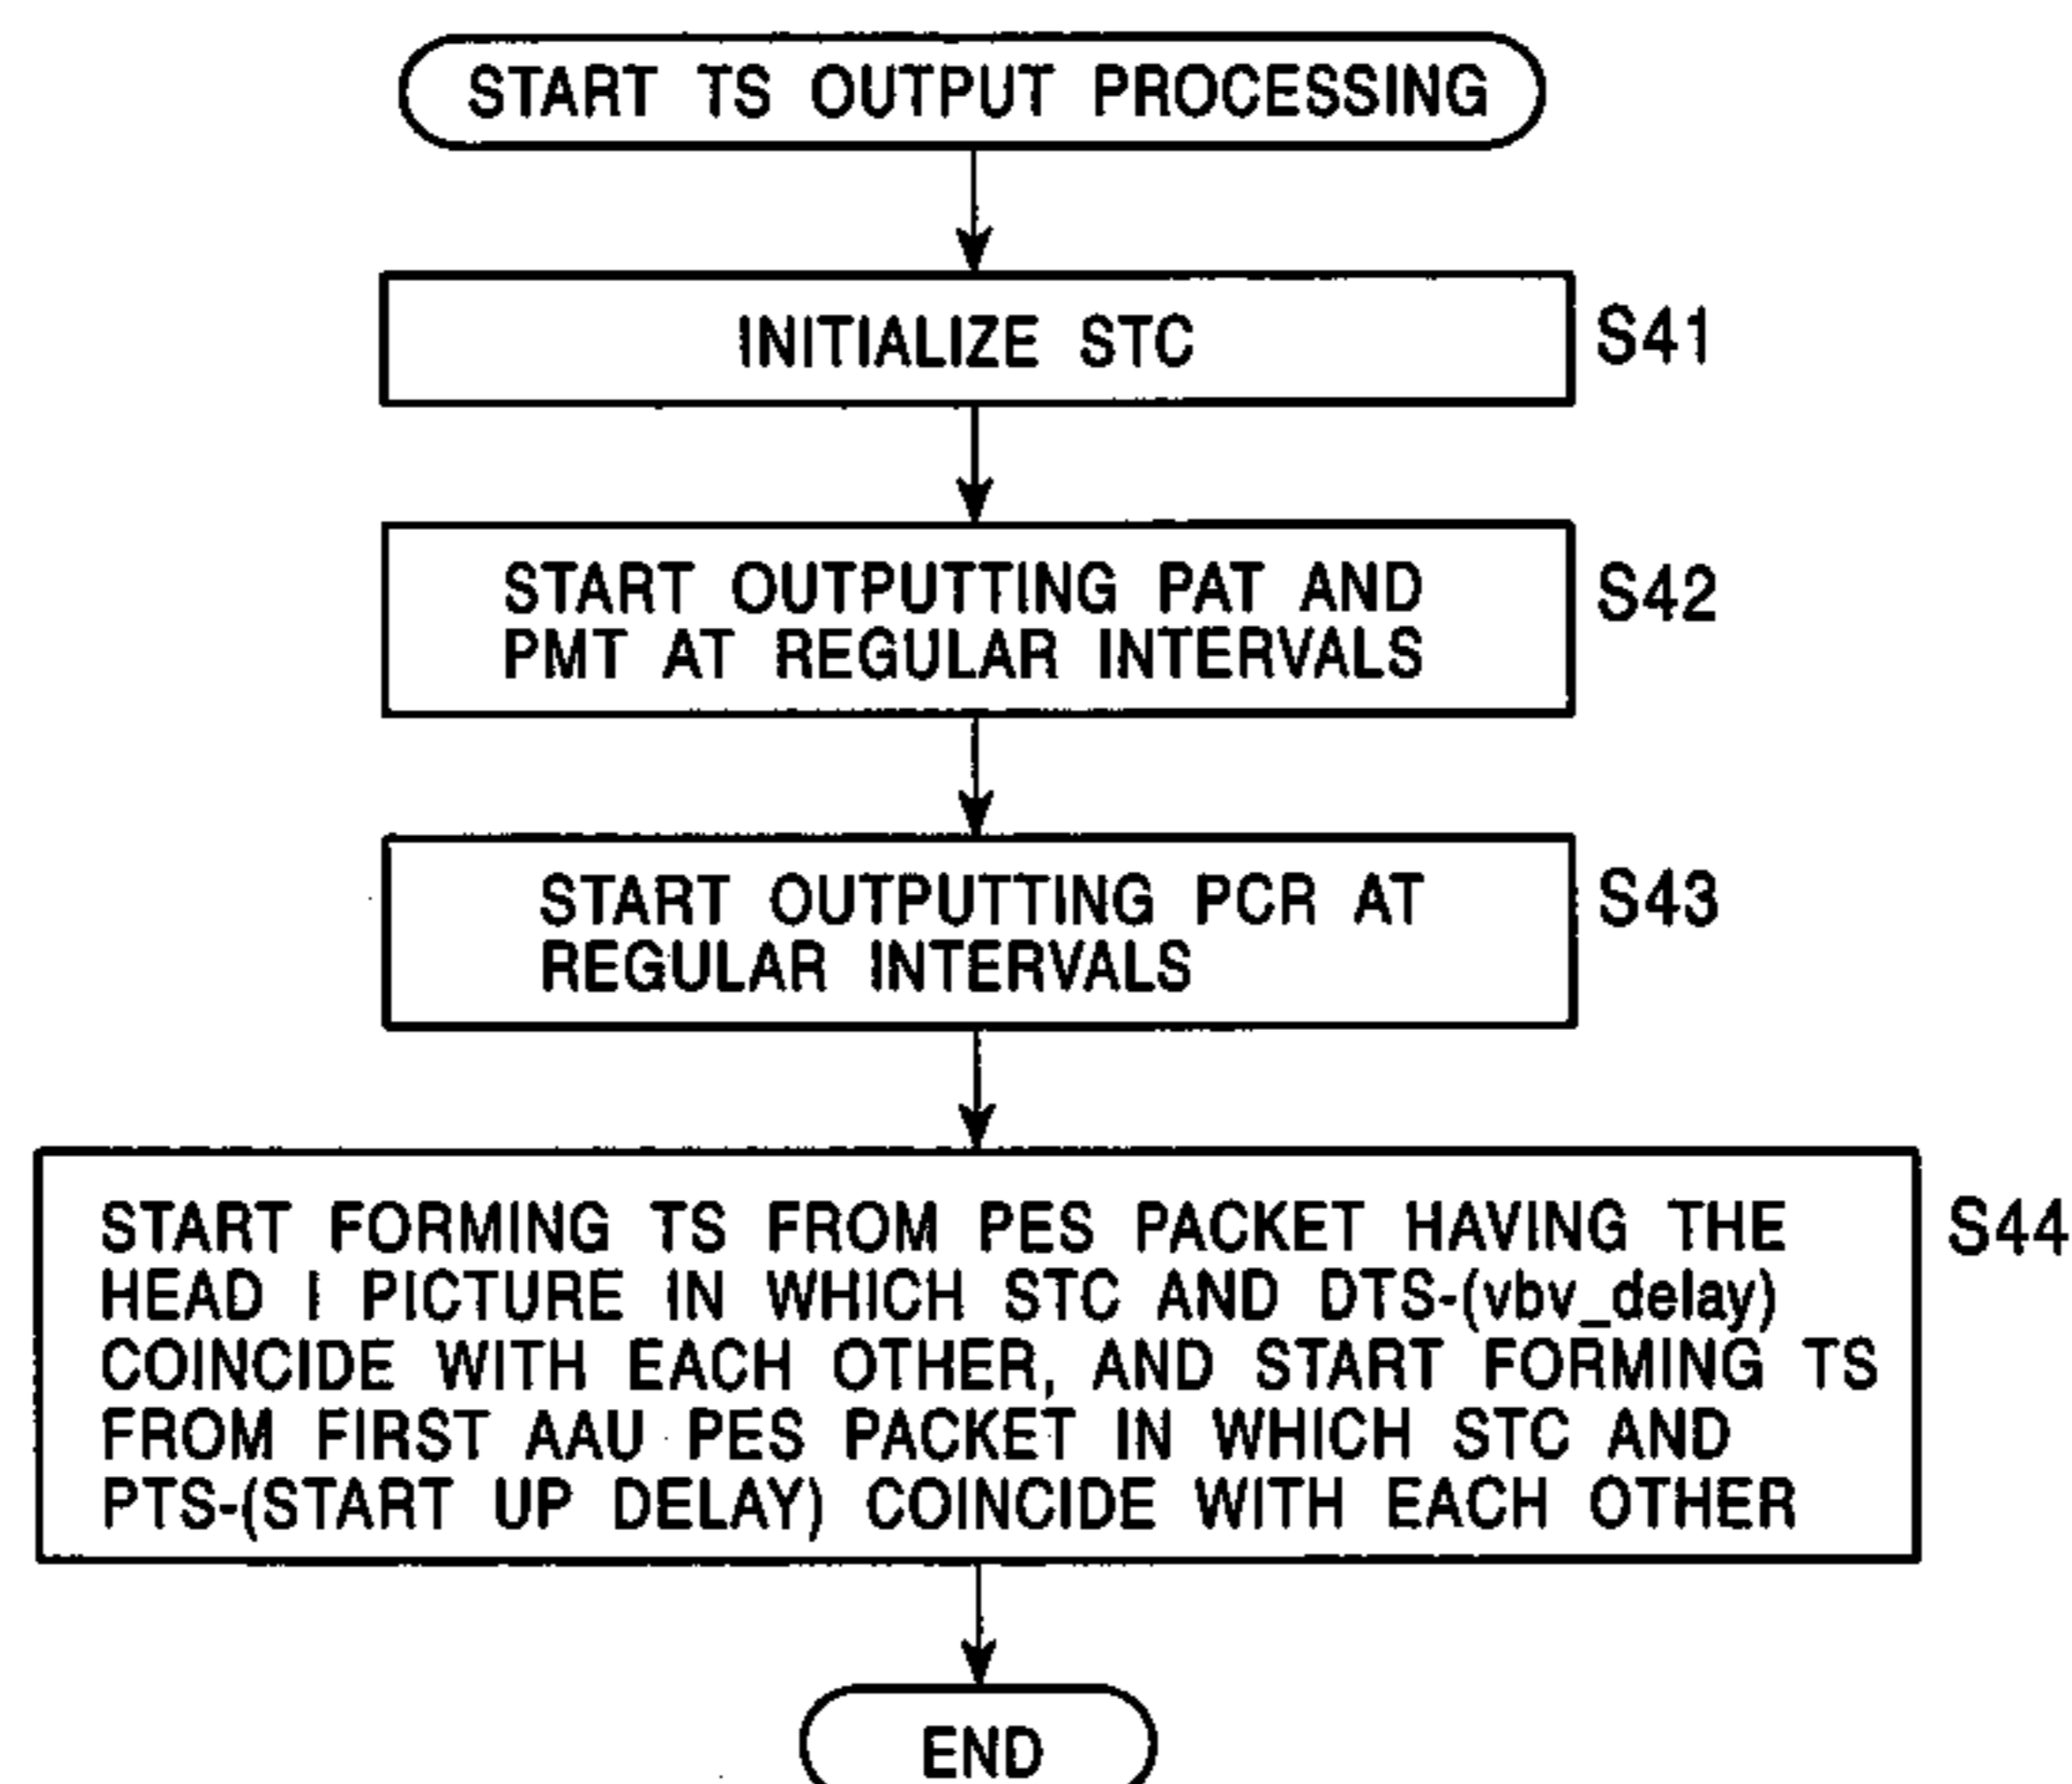 START TS OUTPUT PROCESSING
INITIALIZE STC
S41
START OUTPUTTING PAT AND
PMT AT REGULAR INTERVALS
S42
START OUTPUTTING PCR AT
REGULAR INTERVALS
S43
START FORMING TS FROM PES PACKET HAVING THE
HEAD I PICTURE IN WHICH STC AND DTS-(vbv_delay)
COINCIDE WITH EACH OTHER, AND START FORMING TS
FROM FIRST AAU PES PACKET IN WHICH STC AND
PTS-(START UP DELAY) COINCIDE WITH EACH OTHER
S44
END